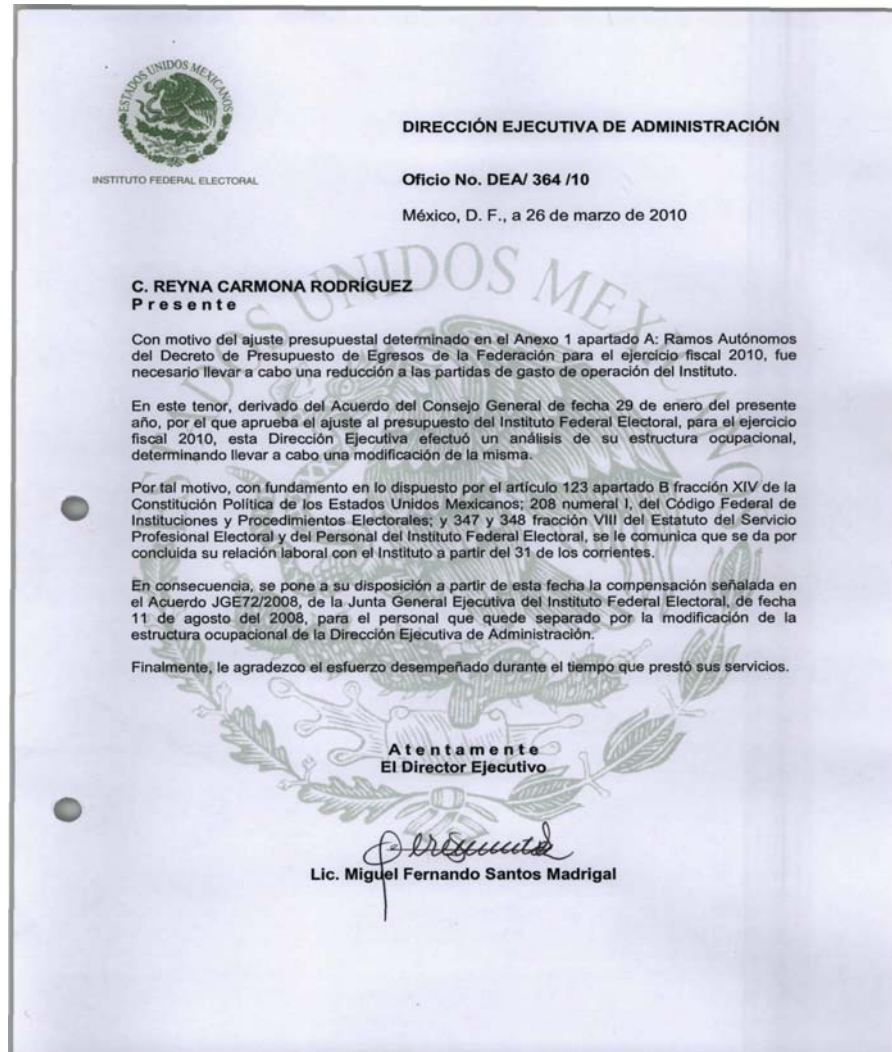 ESTADOS UNIDOS MEXICANOS
INSTITUTO FEDERAL ELECTORAL
DIRECCIÓN EJECUTIVA DE ADMINISTRACIÓN
Oficio No. DEA/ 364 /10
México, D. F., a 26 de marzo de 2010
C. REYNA CARMONA RODRÍGUEZ
P r e s e n t e
Con motivo del ajuste presupuestal determinado en el Anexo 1 apartado A: Ramos Autónomos
del Decreto de Presupuesto de Egresos de la Federación para el ejercicio fiscal 2010, fue
necesario llevar a cabo una reducción a las partidas de gasto de operación del Instituto.
En este tenor, derivado del Acuerdo del Consejo General de fecha 29 de enero del presente
año, por el que aprueba el ajuste al presupuesto del Instituto Federal Electoral, para el ejercicio
fiscal 2010, esta Dirección Ejecutiva efectuó un análisis de su estructura ocupacional,
determinando llevar a cabo una modificación de la misma.
Por tal motivo, con fundamento en lo dispuesto por el artículo 123 apartado B fracción XIV de la
Constitución Política de los Estados Unidos Mexicanos; 208 numeral I, del Código Federal de
Instituciones y Procedimientos Electorales; y 347 y 348 fracción VIII del Estatuto del Servicio
Profesional Electoral y del Personal del Instituto Federal Electoral, se le comunica que se da por
concluida su relación laboral con el Instituto a partir del 31 de los corrientes.
En consecuencia, se pone a su disposición a partir de esta fecha la compensación señalada en
el Acuerdo JGE72/2008, de la Junta General Ejecutiva del Instituto Federal Electoral, de fecha
11 de agosto del 2008, para el personal que quede separado por la modificación de la
estructura ocupacional de la Dirección Ejecutiva de Administración.
Finalmente, le agradezco el esfuerzo desempeñado durante el tiempo que prestó sus servicios.
A t e n t a m e n t e
El Director Ejecutivo
Lic. Miguel Fernando Santos Madrigal